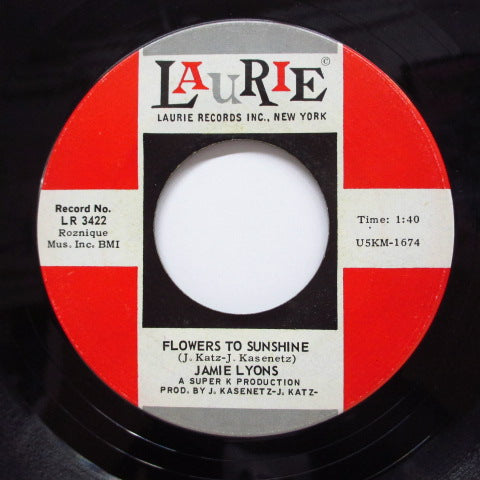 LAURIE©
LAURIE RECORDS INC., NEW YORK
Record No.
LR 3422
Roznique
Mus. Inc. BMI
Time: 1:40
U5KM-1674
FLOWERS TO SUNSHINE
(J. Katz-J. Kasenetz)
JAMIE LYONS
A SUPER K PRODUCTION
PROD. BY J. KASENETZ-J. KATZ-